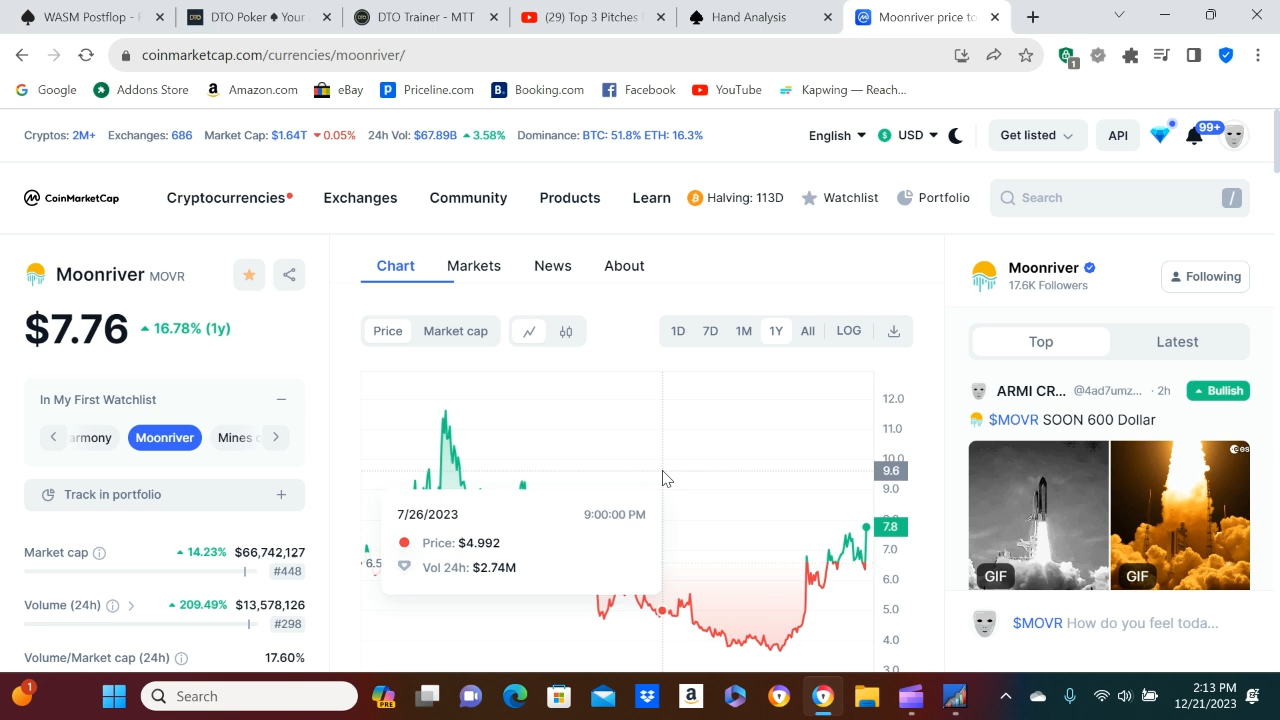 WASM Postflop - 
DTO Poker ♠ Your
DTO Trainer - MTT
(29) Top 3 Pitches
Hand Analysis
Moonriver price to
coinmarketcap.com/currencies/moonriver/
1
Google
Addons Store
Amazon.com
eBay
Priceline.com
Booking.com
Facebook
YouTube
Kapwing — Reach...
Cryptos: 2M+ Exchanges: 686 Market Cap: $1.64T ▼0.05% 24h Vol: $67.89B ▲3.58% Dominance: BTC: 51.8% ETH: 16.3%
English
USD
Get listed
API
99+
CoinMarketCap
Cryptocurrencies
Exchanges
Community
Products
Learn
Halving: 113D
Watchlist
Portfolio
Search
/
Moonriver MOVR
$7.76 ▲ 16.78% (1y)
In My First Watchlist
armony
Moonriver
Mines
Track in portfolio
+
Market cap ▲ 14.23% $66,742,127
#448
Volume (24h) ▲ 209.49% $13,578,126
#298
Volume/Market cap (24h) 17.60%
Chart
Markets
News
About
Price
Market cap
1D
7D
1M
1Y
All
LOG
12.0
11.0
10.0
9.6
9.0
7.8
7.0
6.0
5.0
4.0
3.0
6.5
7/26/2023 9:00:00 PM
Price: $4.992
Vol 24h: $2.74M
Moonriver
17.6K Followers
Following
Top
Latest
ARMI CR... @4ad7umz... · 2h
Bullish
$MOVR SOON 600 Dollar
esa
GIF
GIF
$MOVR How do you feel toda...
1
Search
PRE
2:13 PM
12/21/2023